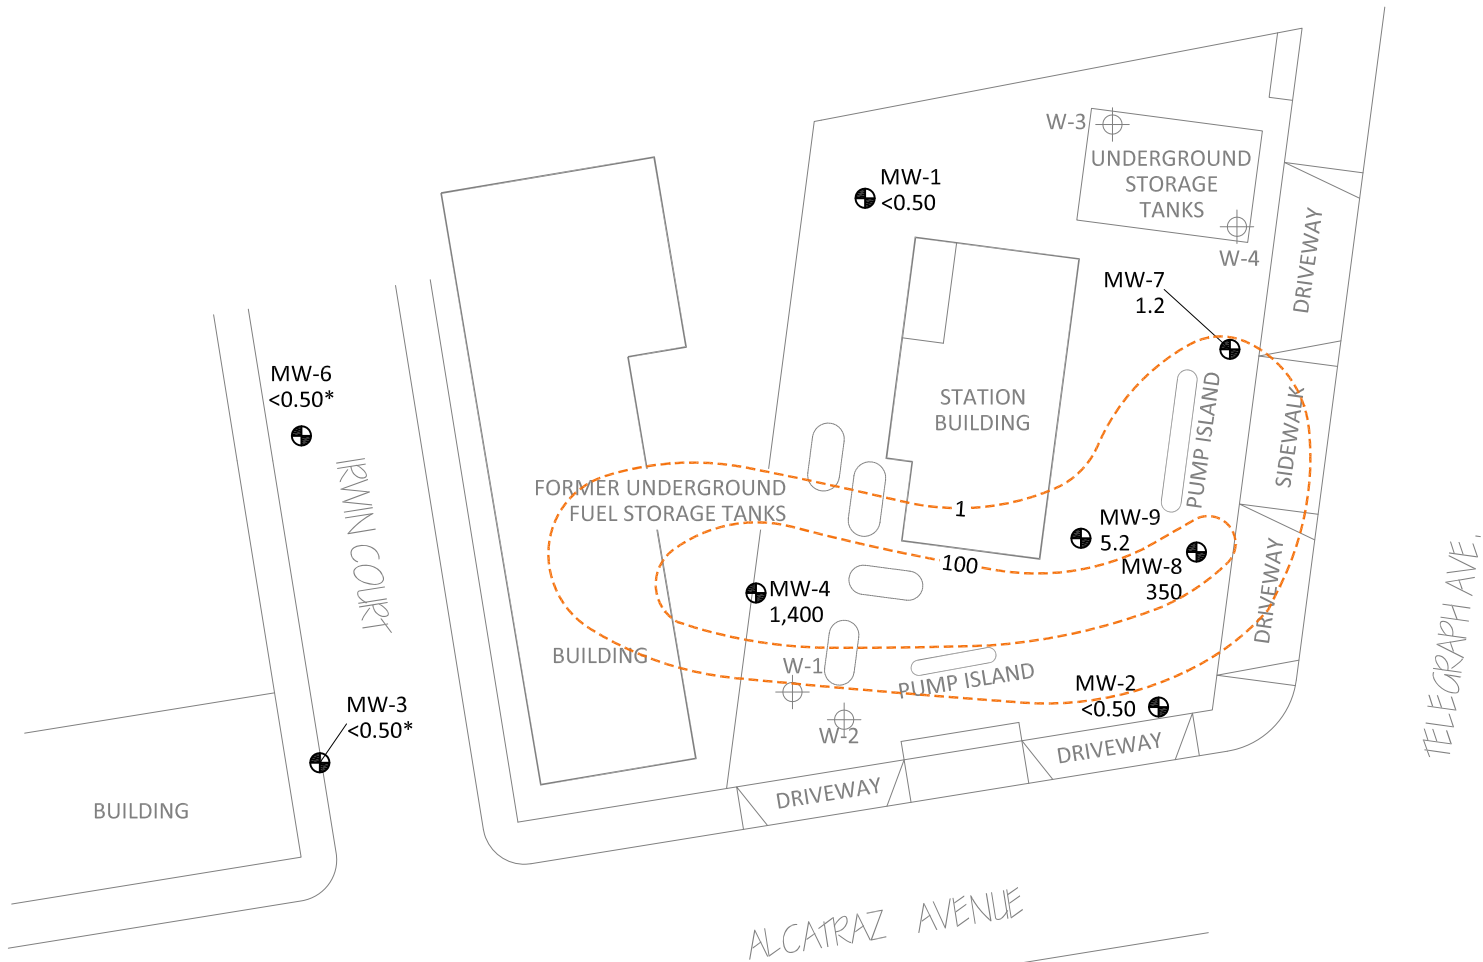 W-3
UNDERGROUND
STORAGE
TANKS
W-4
MW-1
<0.50
DRIVEWAY
MW-7
1.2
MW-6
<0.50*
STATION
BUILDING
PUMP ISLAND
SIDEWALK
IRWIN COURT
FORMER UNDERGROUND
FUEL STORAGE TANKS
1
MW-9
5.2
100
MW-8
350
DRIVEWAY
MW-4
1,400
BUILDING
W-1
PUMP ISLAND
MW-2
<0.50
W-2
MW-3
<0.50*
DRIVEWAY
DRIVEWAY
BUILDING
TELEGRAPH AVE.
ALCATRAZ AVENUE